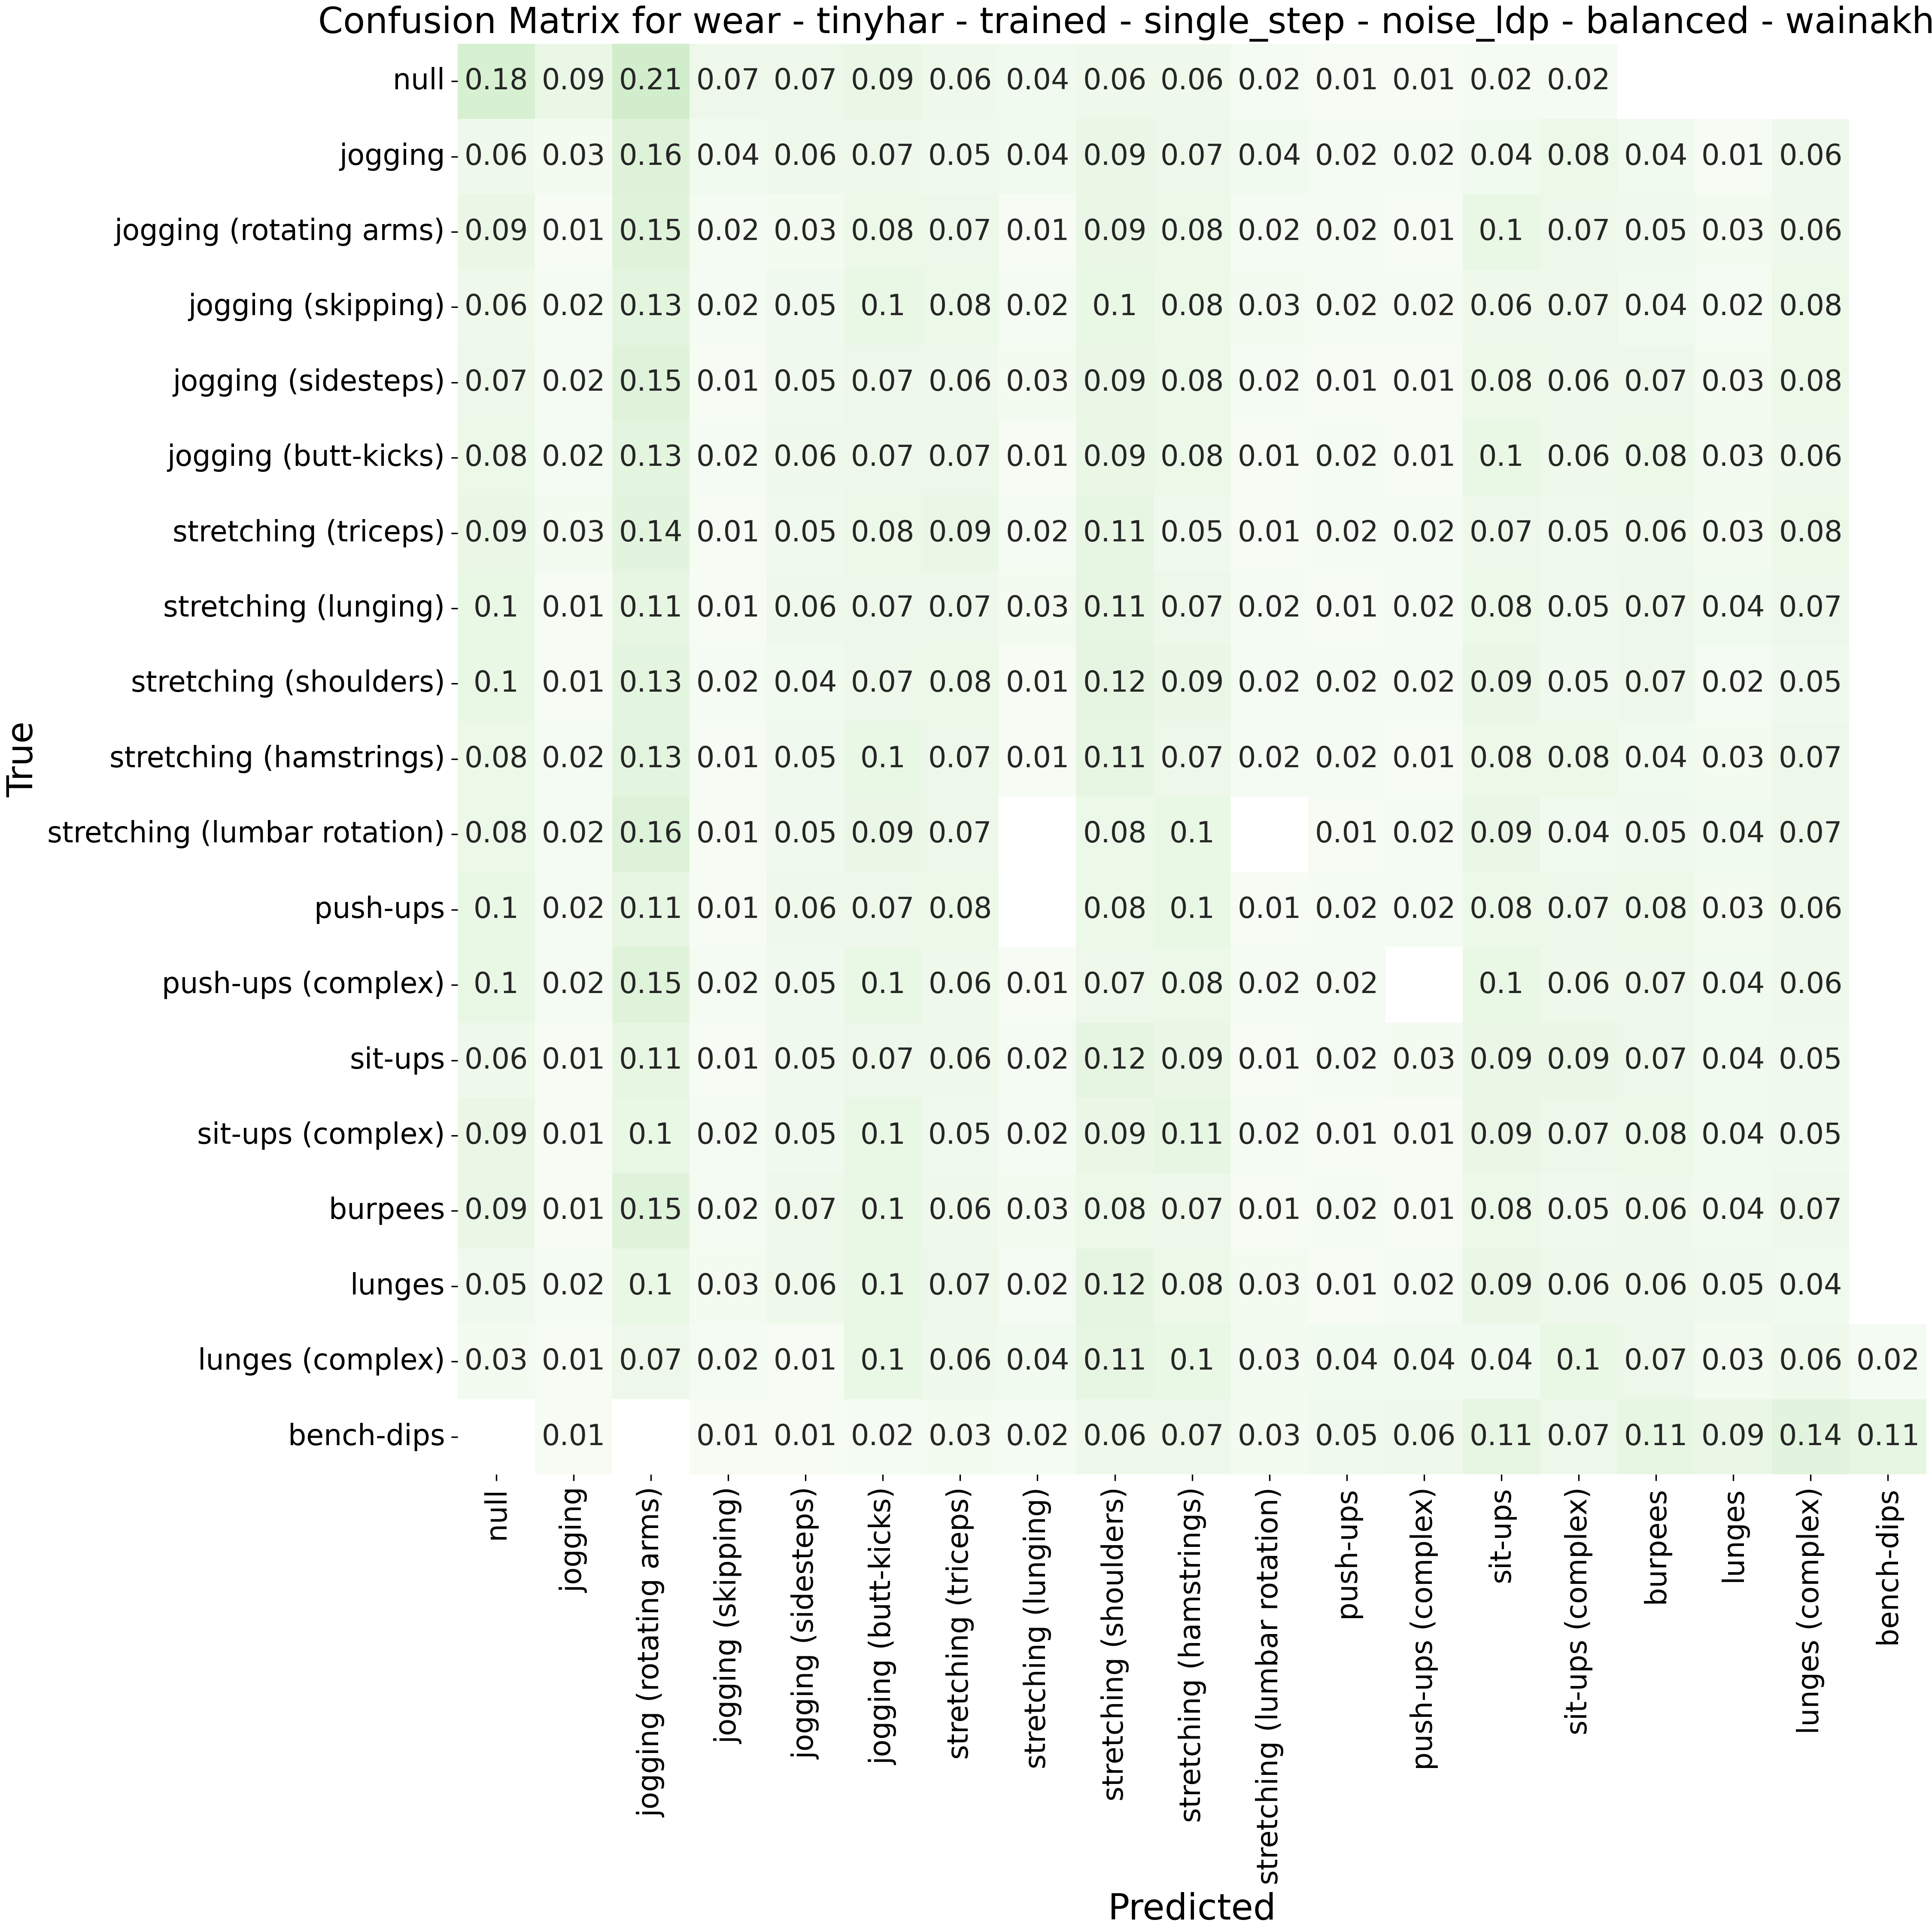 Confusion Matrix for wear - tinyhar - trained - single_step - noise_ldp - balanced - wainakh
null 0.18 0.09 0.21 0.07 0.07 0.09 0.06 0.04 0.06 0.06 0.02 0.01 0.01 0.02 0.02
jogging 0.06 0.03 0.16 0.04 0.06 0.07 0.05 0.04 0.09 0.07 0.04 0.02 0.02 0.04 0.08 0.04 0.01 0.06
jogging (rotating arms) 0.09 0.01 0.15 0.02 0.03 0.08 0.07 0.01 0.09 0.08 0.02 0.02 0.01 0.1 0.07 0.05 0.03 0.06
jogging (skipping) 0.06 0.02 0.13 0.02 0.05 0.1 0.08 0.02 0.1 0.08 0.03 0.02 0.02 0.06 0.07 0.04 0.02 0.08
jogging (sidesteps) 0.07 0.02 0.15 0.01 0.05 0.07 0.06 0.03 0.09 0.08 0.02 0.01 0.01 0.08 0.06 0.07 0.03 0.08
jogging (butt-kicks) 0.08 0.02 0.13 0.02 0.06 0.07 0.07 0.01 0.09 0.08 0.01 0.02 0.01 0.1 0.06 0.08 0.03 0.06
stretching (triceps) 0.09 0.03 0.14 0.01 0.05 0.08 0.09 0.02 0.11 0.05 0.01 0.02 0.02 0.07 0.05 0.06 0.03 0.08
stretching (lunging) 0.1 0.01 0.11 0.01 0.06 0.07 0.07 0.03 0.11 0.07 0.02 0.01 0.02 0.08 0.05 0.07 0.04 0.07
stretching (shoulders) 0.1 0.01 0.13 0.02 0.04 0.07 0.08 0.01 0.12 0.09 0.02 0.02 0.02 0.09 0.05 0.07 0.02 0.05
stretching (hamstrings) 0.08 0.02 0.13 0.01 0.05 0.1 0.07 0.01 0.11 0.07 0.02 0.02 0.01 0.08 0.08 0.04 0.03 0.07
stretching (lumbar rotation) 0.08 0.02 0.16 0.01 0.05 0.09 0.07 0.08 0.1 0.01 0.02 0.09 0.04 0.05 0.04 0.07
push-ups 0.1 0.02 0.11 0.01 0.06 0.07 0.08 0.08 0.1 0.01 0.02 0.02 0.08 0.07 0.08 0.03 0.06
push-ups (complex) 0.1 0.02 0.15 0.02 0.05 0.1 0.06 0.01 0.07 0.08 0.02 0.02 0.1 0.06 0.07 0.04 0.06
sit-ups 0.06 0.01 0.11 0.01 0.05 0.07 0.06 0.02 0.12 0.09 0.01 0.02 0.03 0.09 0.09 0.07 0.04 0.05
sit-ups (complex) 0.09 0.01 0.1 0.02 0.05 0.1 0.05 0.02 0.09 0.11 0.02 0.01 0.01 0.09 0.07 0.08 0.04 0.05
burpees 0.09 0.01 0.15 0.02 0.07 0.1 0.06 0.03 0.08 0.07 0.01 0.02 0.01 0.08 0.05 0.06 0.04 0.07
lunges 0.05 0.02 0.1 0.03 0.06 0.1 0.07 0.02 0.12 0.08 0.03 0.01 0.02 0.09 0.06 0.06 0.05 0.04
lunges (complex) 0.03 0.01 0.07 0.02 0.01 0.1 0.06 0.04 0.11 0.1 0.03 0.04 0.04 0.04 0.1 0.07 0.03 0.06 0.02
bench-dips 0.01 0.01 0.01 0.02 0.03 0.02 0.06 0.07 0.03 0.05 0.06 0.11 0.07 0.11 0.09 0.14 0.11
True
null
jogging
jogging (rotating arms)
jogging (skipping)
jogging (sidesteps)
jogging (butt-kicks)
stretching (triceps)
stretching (lunging)
stretching (shoulders)
stretching (hamstrings)
stretching (lumbar rotation)
push-ups
push-ups (complex)
sit-ups
sit-ups (complex)
burpees
lunges
lunges (complex)
bench-dips
Predicted